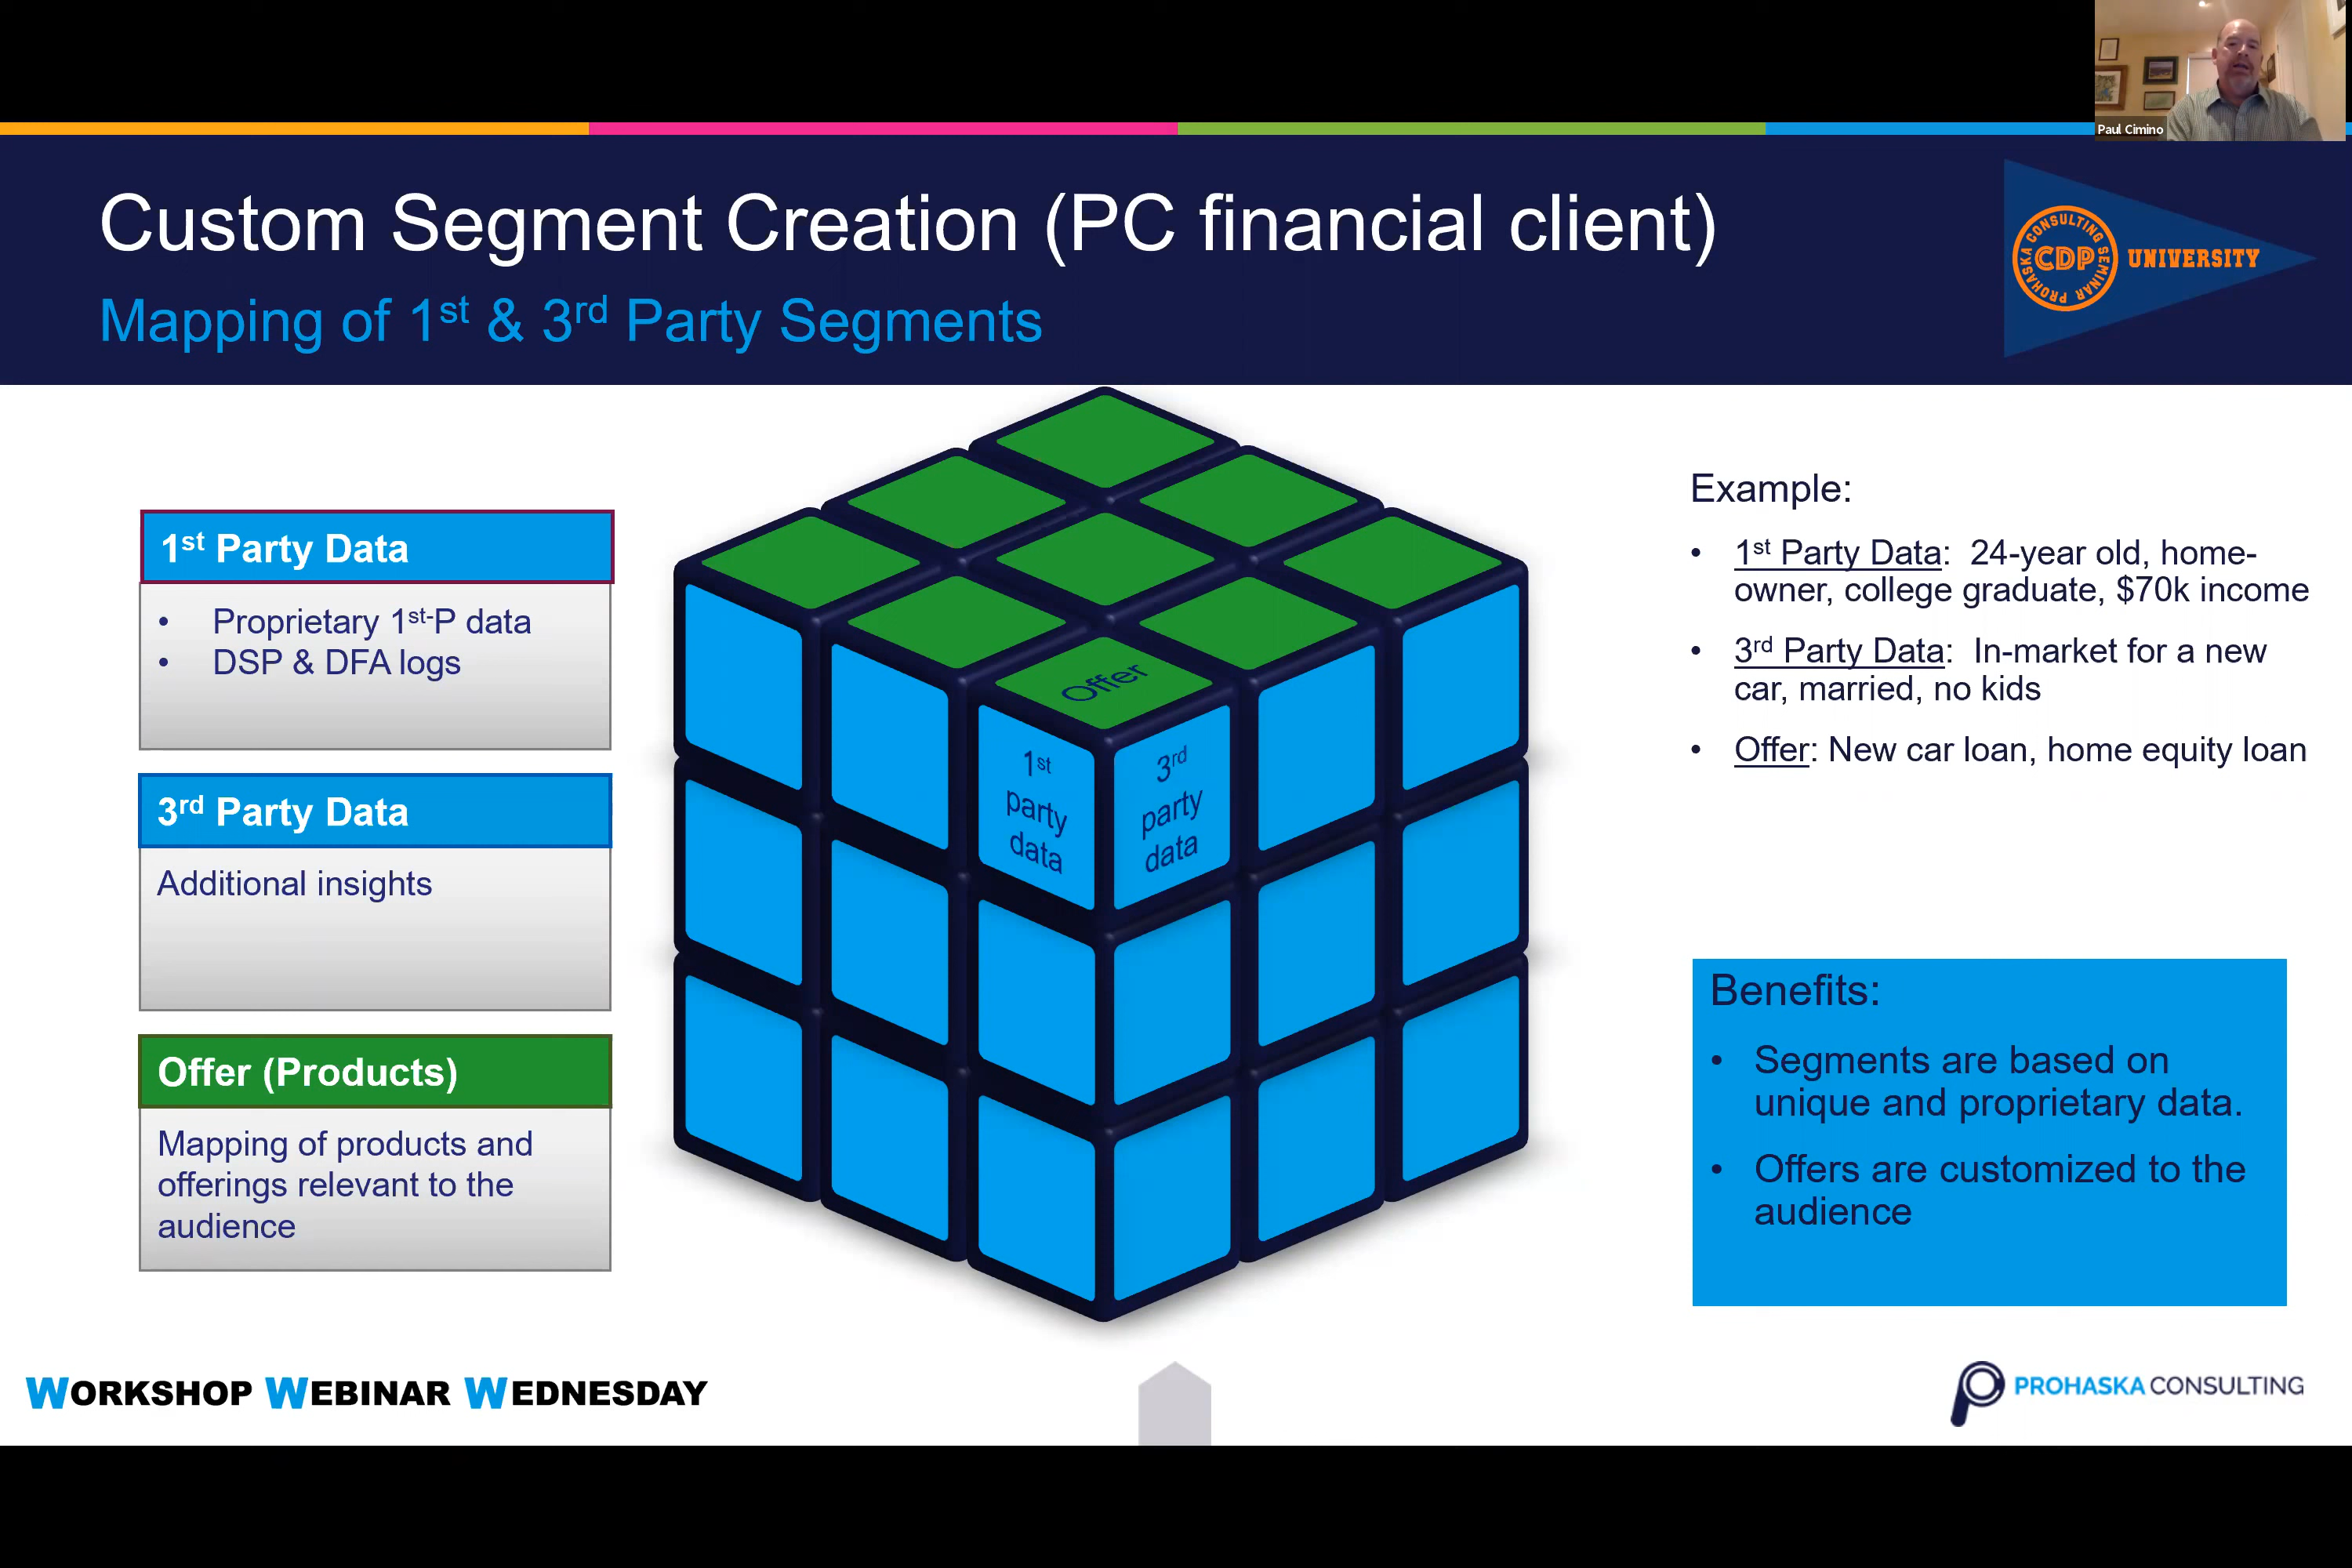 Paul Cimino
Custom Segment Creation (PC financial client)
Mapping of 1st & 3rd Party Segments
PROHASKA CONSULTING SEMINAR
CDP
UNIVERSITY
1st Party Data
• Proprietary 1st-P data
• DSP & DFA logs
3rd Party Data
Additional insights
Offer (Products)
Mapping of products and
offerings relevant to the
audience
Offer
1st
party
data
3rd
party
data
Example:
• 1st Party Data: 24-year old, home-
owner, college graduate, $70k income
• 3rd Party Data: In-market for a new
car, married, no kids
• Offer: New car loan, home equity loan
Benefits:
• Segments are based on
unique and proprietary data.
• Offers are customized to the
audience
WORKSHOP WEBINAR WEDNESDAY
PROHASKA CONSULTING